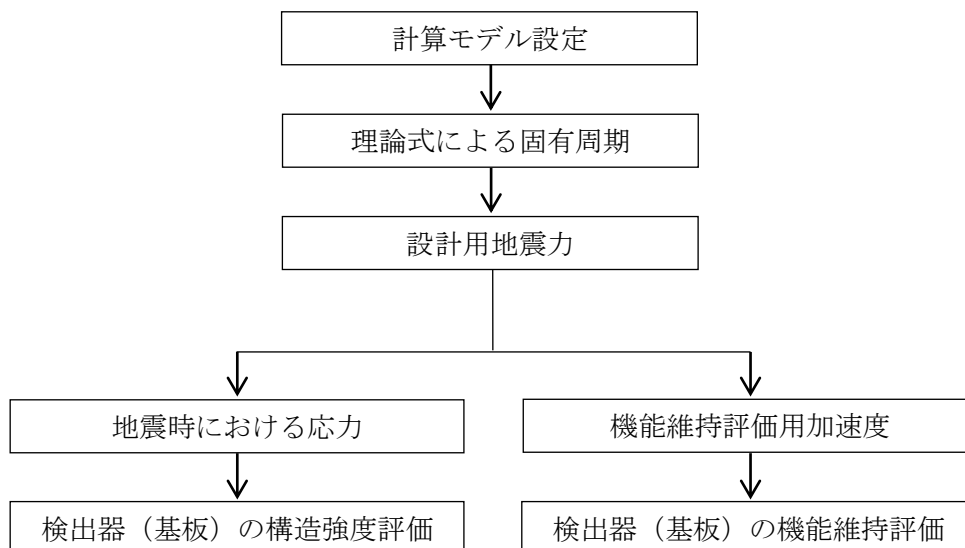 計算モデル設定
理論式による固有周期
設計用地震力
地震時における応力
機能維持評価用加速度
検出器（基板）の構造強度評価
検出器（基板）の機能維持評価